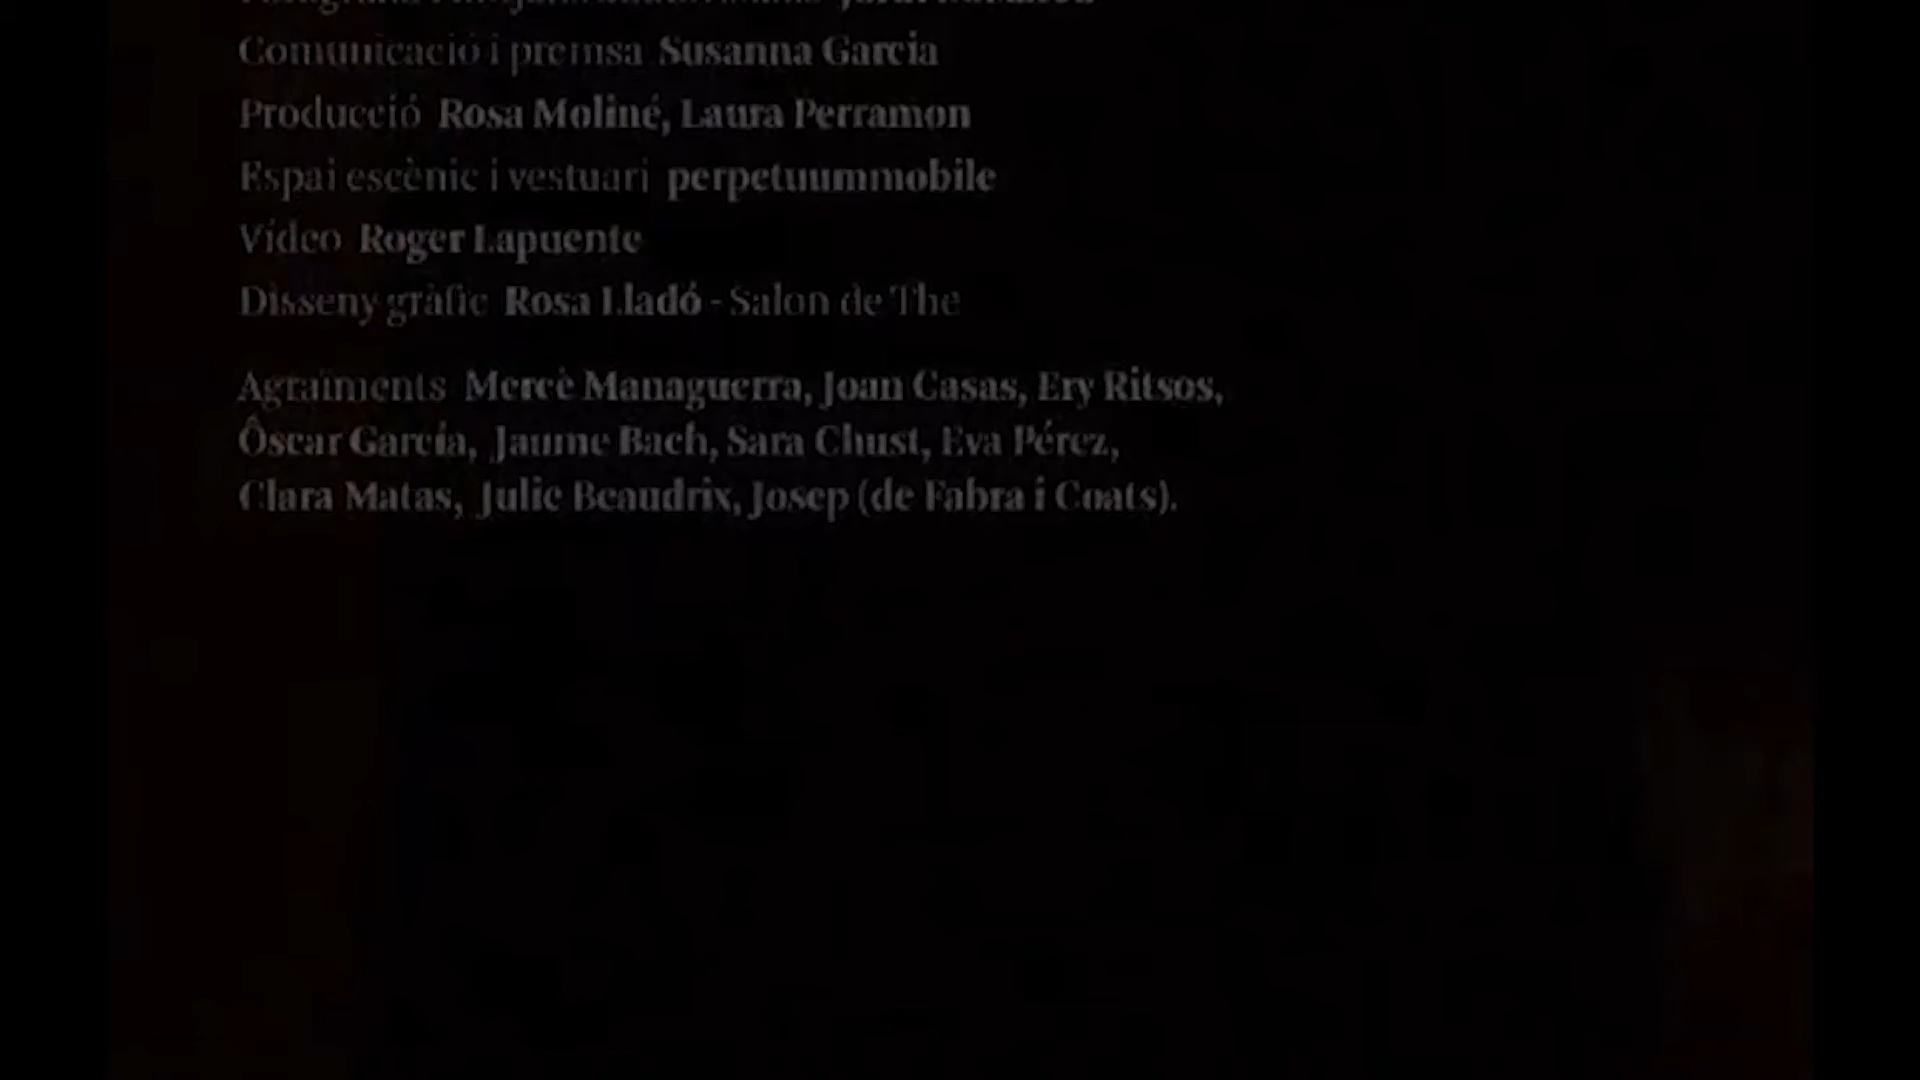 Comunicació i premsa Susanna Garcia
Producció Rosa Moliné, Laura Perramon
Espai escènic i vestuari perpetuummobile
Vídeo Roger Lapuente
Disseny gràfic Rosa Lladó - Salon de The
Agraïments Mercè Managuerra, Joan Casas, Ery Ritsos,
Ôscar García, Jaume Bach, Sara Chust, Eva Pérez,
Clara Matas, Julie Beaudrix, Josep (de Fabra i Coats).